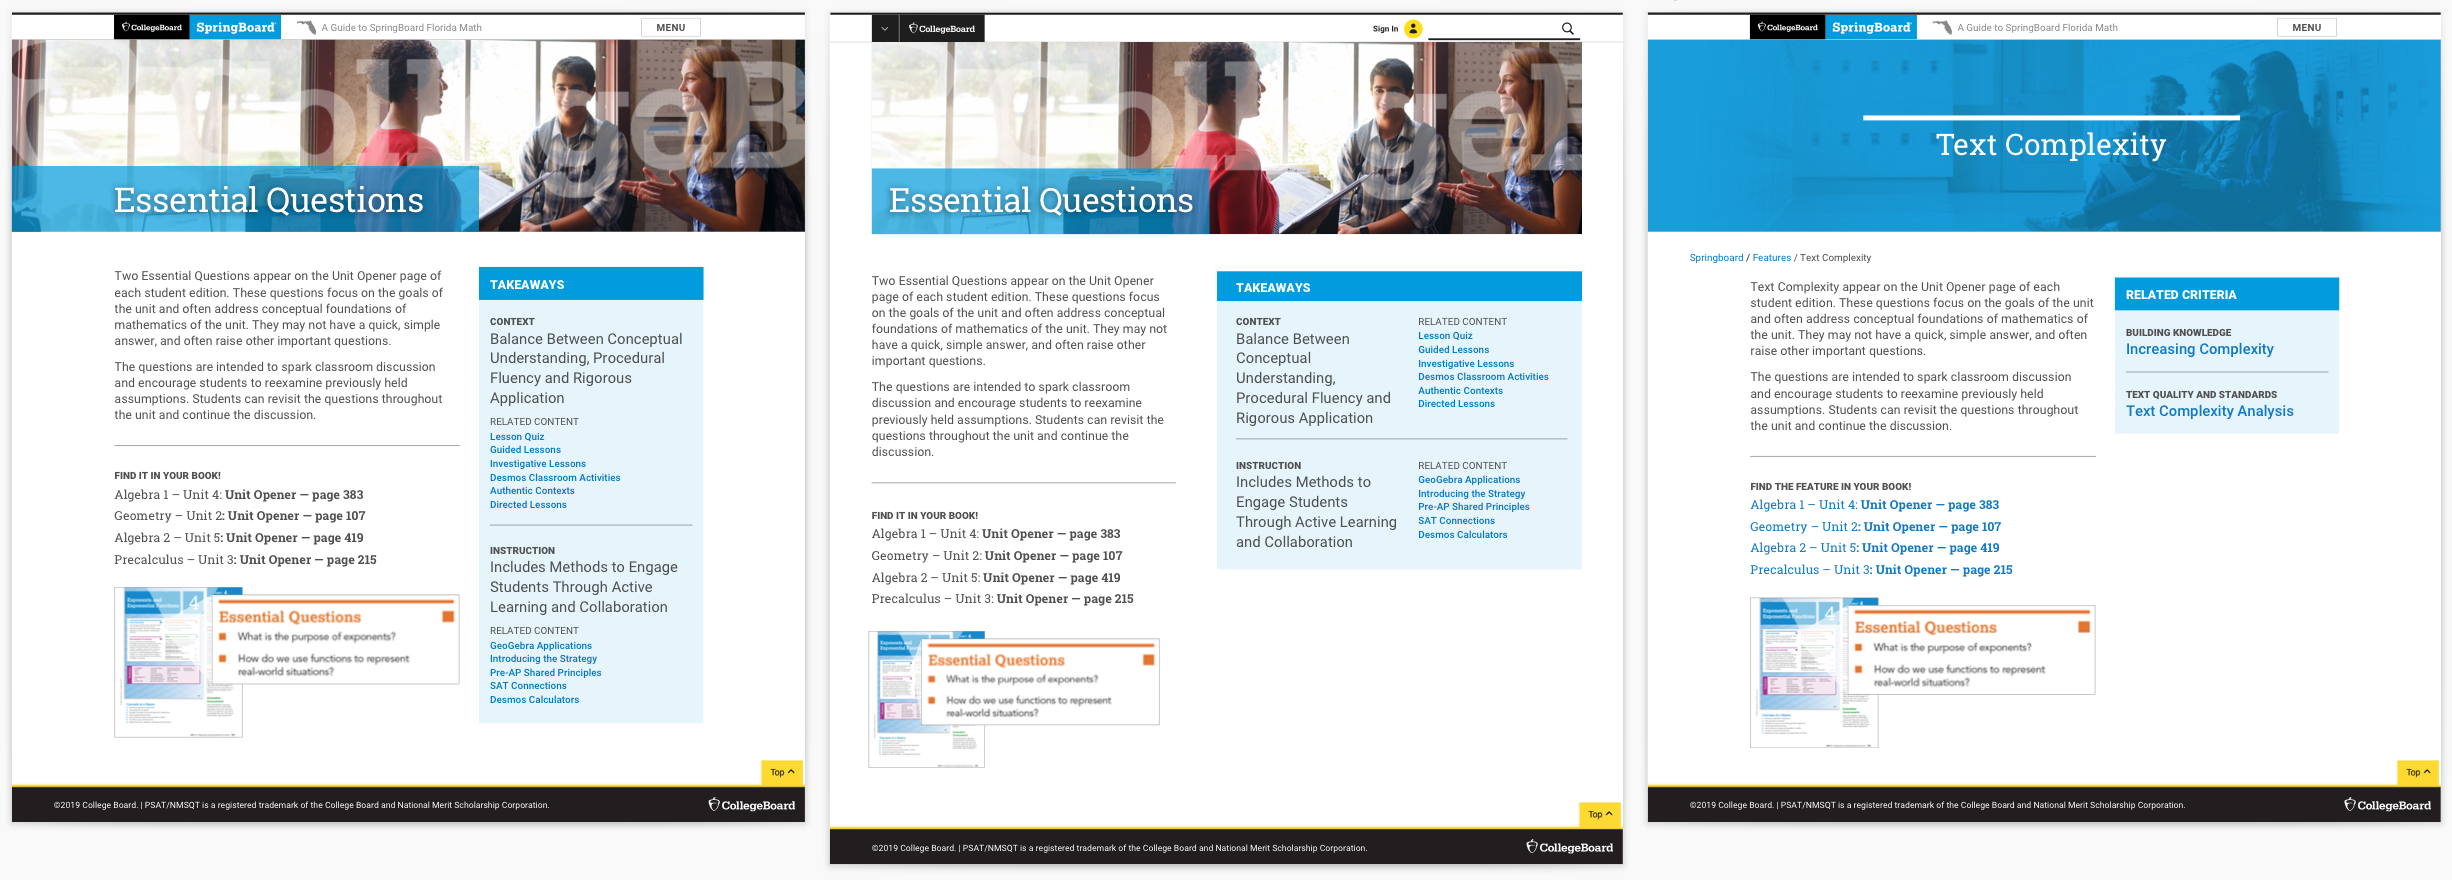 CollegeBoard
SpringBoard
A Guide to SpringBoard Florida Math
MENU
Essential Questions
Two Essential Questions appear on the Unit Opener page of
each student edition. These questions focus on the goals of
the unit and often address conceptual foundations of
mathematics of the unit. They may not have a quick, simple
answer, and often raise other important questions.
The questions are intended to spark classroom discussion
and encourage students to reexamine previously held
assumptions. Students can revisit the questions throughout
the unit and continue the discussion.
FIND IT IN YOUR BOOK!
Algebra 1 – Unit 4: Unit Opener — page 383
Geometry – Unit 2: Unit Opener — page 107
Algebra 2 – Unit 5: Unit Opener — page 419
Precalculus – Unit 3: Unit Opener — page 215
Exponents and
Exponential Functions
4
Essential Questions
What is the purpose of exponents?
How do we use functions to represent
real-world situations?
TAKEAWAYS
CONTEXT
Balance Between Conceptual
Understanding, Procedural
Fluency and Rigorous
Application
RELATED CONTENT
Lesson Quiz
Guided Lessons
Investigative Lessons
Desmos Classroom Activities
Authentic Contexts
Directed Lessons
INSTRUCTION
Includes Methods to Engage
Students Through Active
Learning and Collaboration
RELATED CONTENT
GeoGebra Applications
Introducing the Strategy
Pre-AP Shared Principles
SAT Connections
Desmos Calculators
Top
©2019 College Board. | PSAT/NMSQT is a registered trademark of the College Board and National Merit Scholarship Corporation.
CollegeBoard
CollegeBoard
Sign In
Essential Questions
Two Essential Questions appear on the Unit Opener
page of each student edition. These questions focus
on the goals of the unit and often address conceptual
foundations of mathematics of the unit. They may not
have a quick, simple answer, and often raise other
important questions.
The questions are intended to spark classroom
discussion and encourage students to reexamine
previously held assumptions. Students can revisit the
questions throughout the unit and continue the
discussion.
FIND IT IN YOUR BOOK!
Algebra 1 – Unit 4: Unit Opener — page 383
Geometry – Unit 2: Unit Opener — page 107
Algebra 2 – Unit 5: Unit Opener — page 419
Precalculus – Unit 3: Unit Opener — page 215
Essential Questions
What is the purpose of exponents?
How do we use functions to represent
real-world situations?
TAKEAWAYS
CONTEXT
Balance Between
Conceptual
Understanding,
Procedural Fluency and
Rigorous Application
RELATED CONTENT
Lesson Quiz
Guided Lessons
Investigative Lessons
Desmos Classroom Activities
Authentic Contexts
Directed Lessons
INSTRUCTION
Includes Methods to
Engage Students
Through Active Learning
and Collaboration
RELATED CONTENT
GeoGebra Applications
Introducing the Strategy
Pre-AP Shared Principles
SAT Connections
Desmos Calculators
Top
©2019 College Board. | PSAT/NMSQT is a registered trademark of the College Board and National Merit Scholarship Corporation.
CollegeBoard
CollegeBoard
SpringBoard
A Guide to SpringBoard Florida Math
MENU
Text Complexity
Springboard / Features / Text Complexity
Text Complexity appear on the Unit Opener page of each
student edition. These questions focus on the goals of the unit
and often address conceptual foundations of mathematics of
the unit. They may not have a quick, simple answer, and often
raise other important questions.
The questions are intended to spark classroom discussion
and encourage students to reexamine previously held
assumptions. Students can revisit the questions throughout
the unit and continue the discussion.
FIND THE FEATURE IN YOUR BOOK!
Algebra 1 – Unit 4: Unit Opener — page 383
Geometry – Unit 2: Unit Opener — page 107
Algebra 2 – Unit 5: Unit Opener — page 419
Precalculus – Unit 3: Unit Opener — page 215
Exponents and
Exponential Functions
4
Essential Questions
What is the purpose of exponents?
How do we use functions to represent
real-world situations?
RELATED CRITERIA
BUILDING KNOWLEDGE
Increasing Complexity
TEXT QUALITY AND STANDARDS
Text Complexity Analysis
Top
©2019 College Board. | PSAT/NMSQT is a registered trademark of the College Board and National Merit Scholarship Corporation.
CollegeBoard